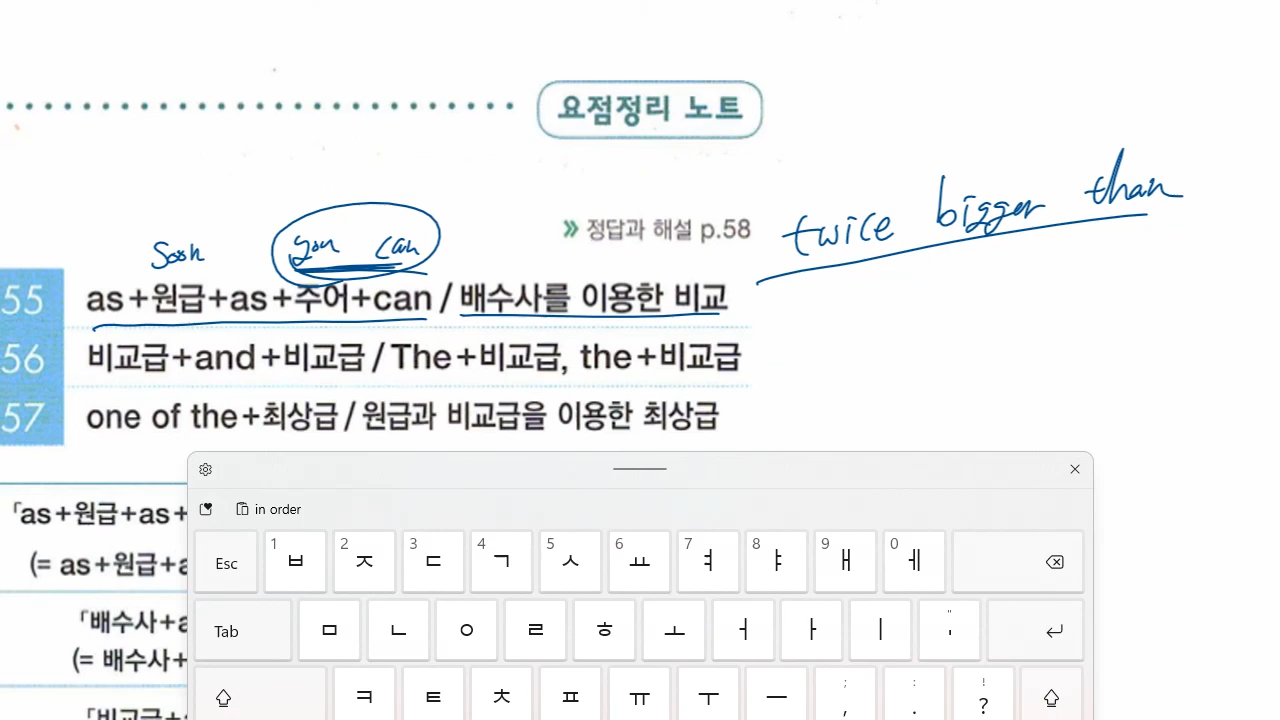 요점정리 노트
twice bigger than
» 정답과 해설 p.58
soon you can
55 as+원급+as+주어+can / 배수사를 이용한 비교
56 비교급+and+비교급 / The+비교급, the+비교급
57 one of the+최상급 / 원급과 비교급을 이용한 최상급
「as+원급+as+
(= as+원급+a
「배수사+a
(= 배수사+
「비교급+a
in order
Esc 1 ㅂ 2 ㅈ 3 ㄷ 4 ㄱ 5 ㅅ 6 ㅛ 7 ㅕ 8 ㅑ 9 ㅐ 0 ㅔ
Tab ㅁ ㄴ ㅇ ㄹ ㅎ ㅗ ㅓ ㅏ ㅣ " '
ㅋ ㅌ ㅊ ㅍ ㅠ ㅜ ㅡ ; , : . ! ?